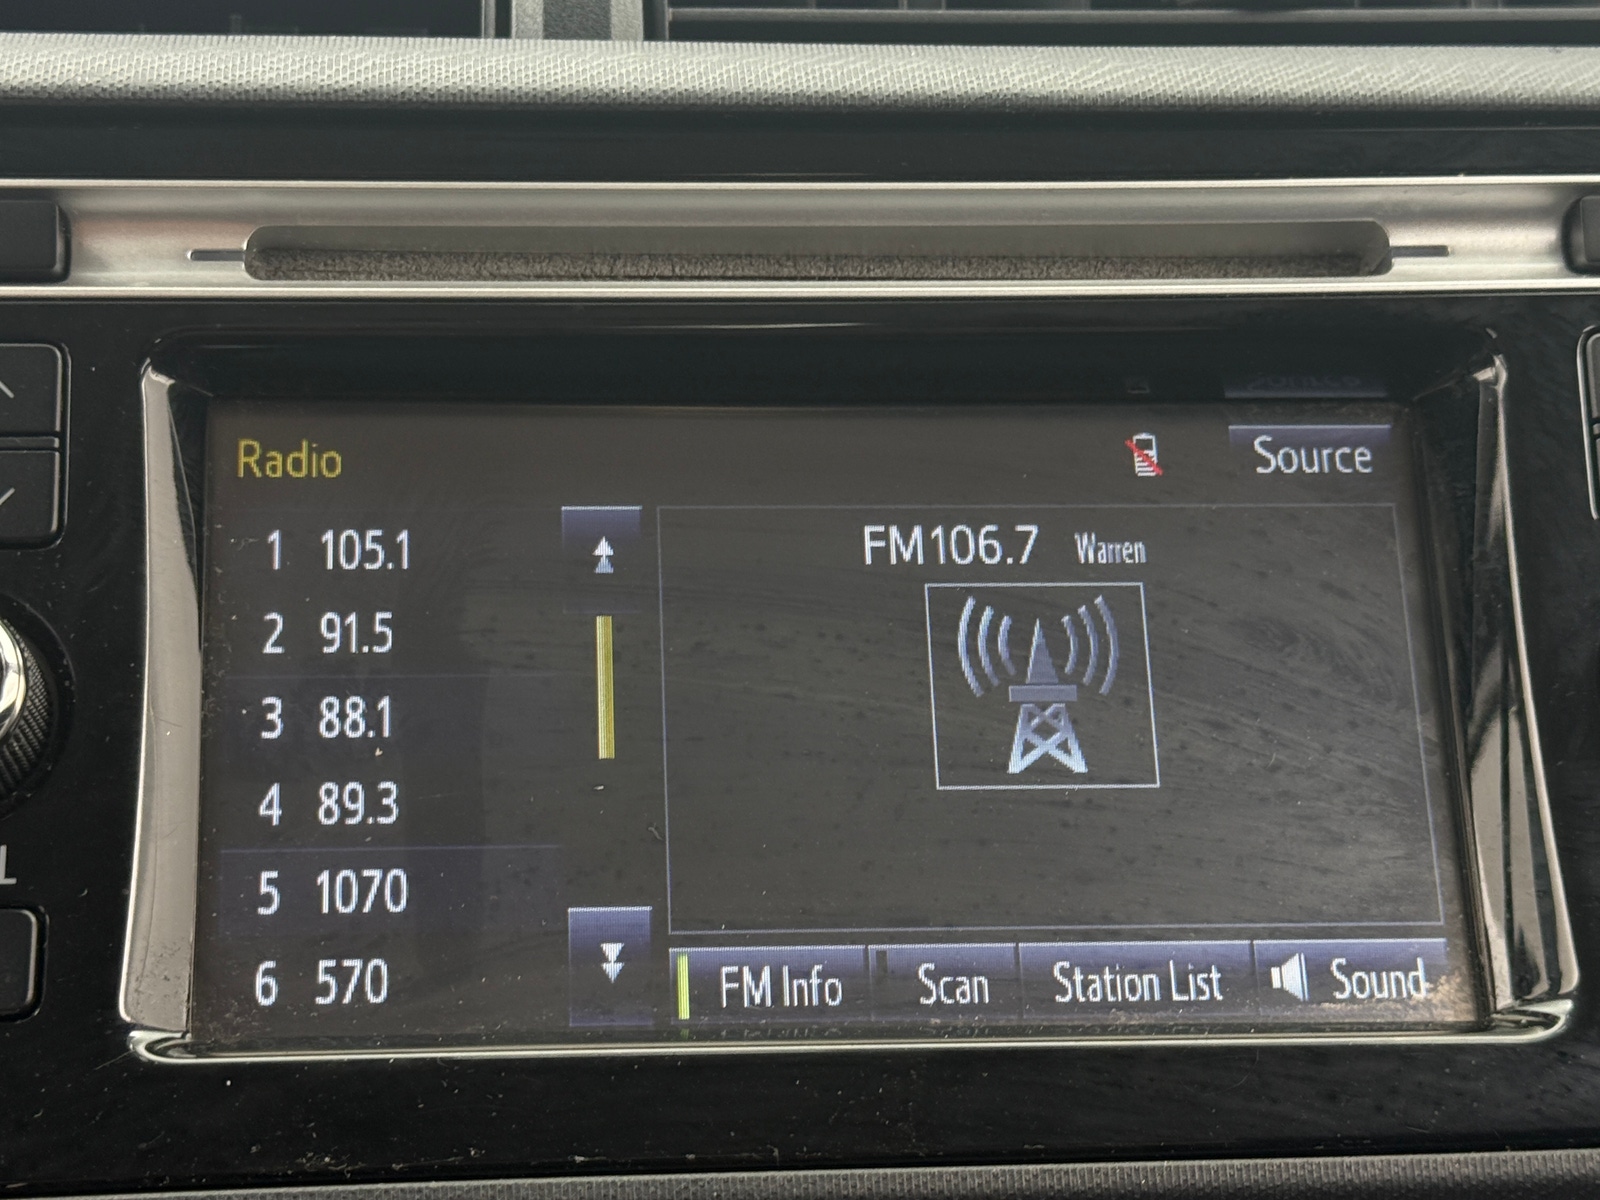 Radio
Source
1 105.1
2 91.5
3 88.1
4 89.3
5 1070
6 570
FM106.7 Warren
FM Info
Scan
Station List
Sound